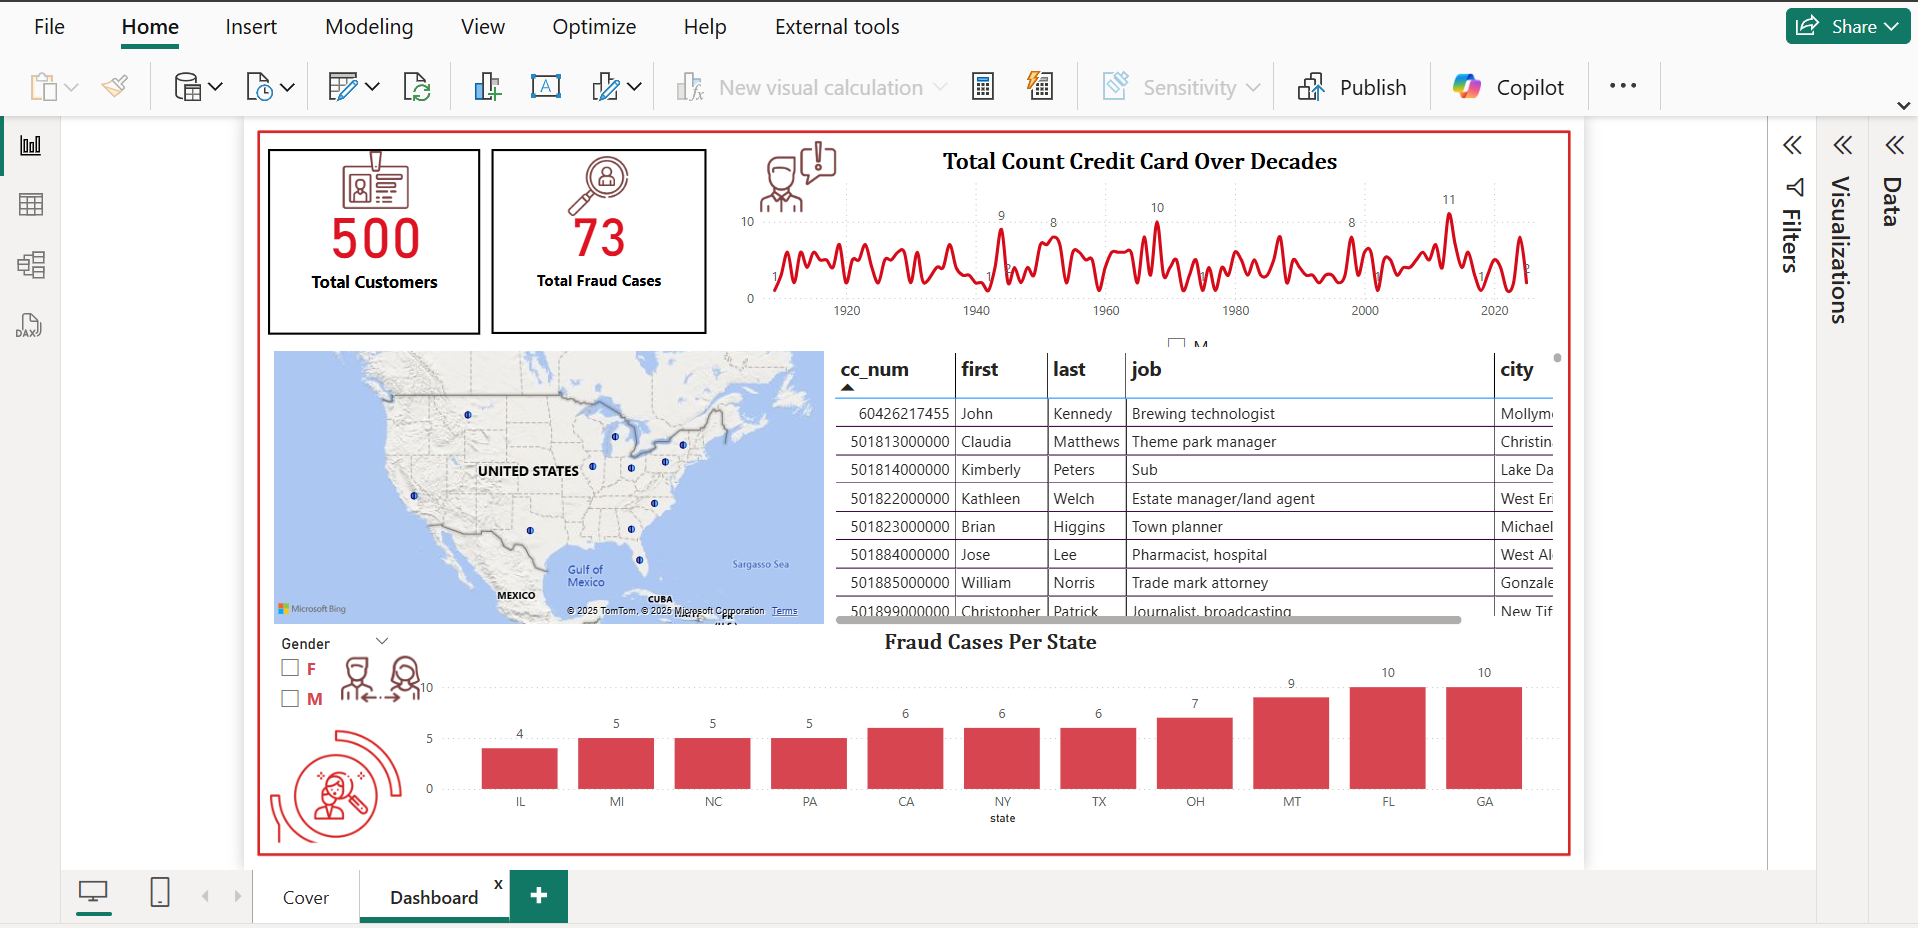 File Home Insert Modeling View Optimize Help External tools Share
New visual calculation Sensitivity Publish Copilot
500
Total Customers
73
Total Fraud Cases
Total Count Credit Card Over Decades
10
0
1 9 1 2 8 10 1 8 1 11 1 2
1920 1940 1960 1980 2000 2020
M
UNITED STATES
MEXICO
Gulf of
Mexico
CUBA
HAITI
PR
(U.S.)
Sargasso Sea
Microsoft Bing
© 2025 TomTom, © 2025 Microsoft Corporation Terms
cc_num first last job city
60426217455 John Kennedy Brewing technologist Mollym
501813000000 Claudia Matthews Theme park manager Christin
501814000000 Kimberly Peters Sub Lake Da
501822000000 Kathleen Welch Estate manager/land agent West Eri
501823000000 Brian Higgins Town planner Michael
501884000000 Jose Lee Pharmacist, hospital West Al
501885000000 William Norris Trade mark attorney Gonzale
501899000000 Christopher Patrick Journalist, broadcasting New Tif
Gender
F
M
Fraud Cases Per State
10
5
0
4 5 5 5 6 6 6 7 9 10 10
IL MI NC PA CA NY TX OH MT FL GA
state
Filters
Visualizations
Data
DAX
Cover Dashboard x +